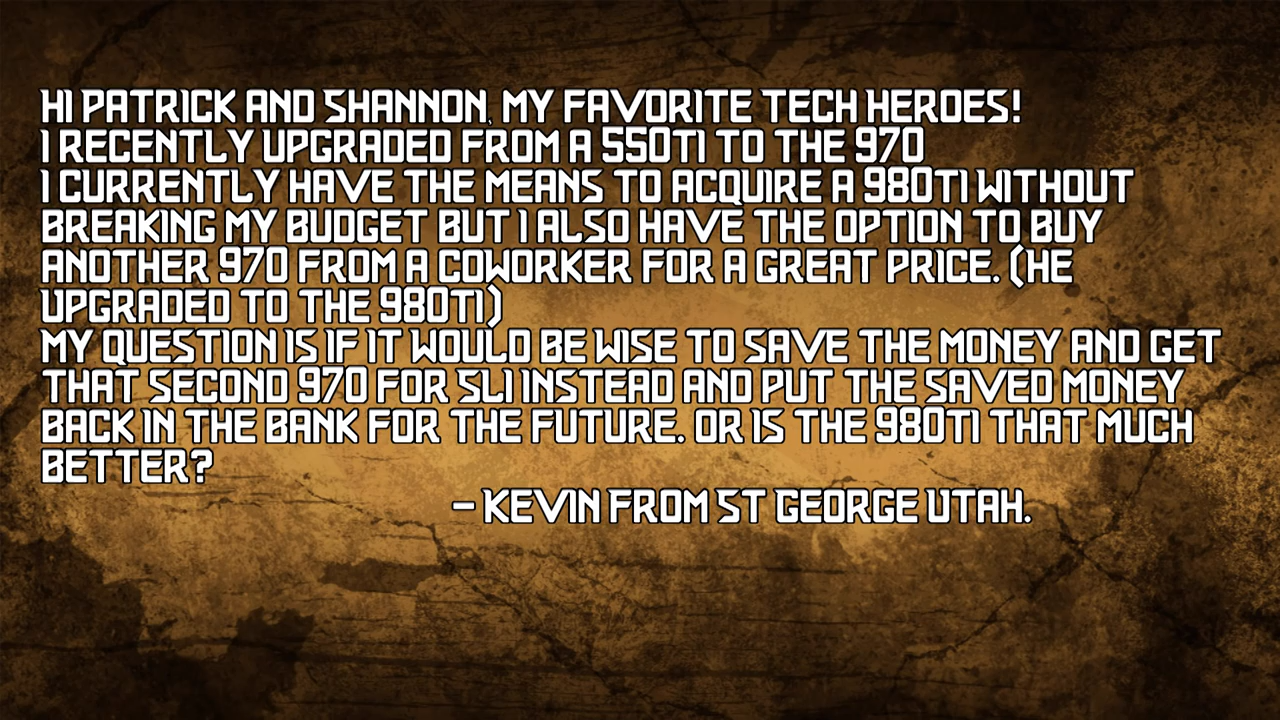 HI PATRICK AND SHANNON, MY FAVORITE TECH HEROES!
I RECENTLY UPGRADED FROM A 550TI TO THE 970
I CURRENTLY HAVE THE MEANS TO ACQUIRE A 980TI WITHOUT
BREAKING MY BUDGET BUT I ALSO HAVE THE OPTION TO BUY
ANOTHER 970 FROM A COWORKER FOR A GREAT PRICE. (HE
UPGRADED TO THE 980TI)
MY QUESTION IS IF IT WOULD BE WISE TO SAVE THE MONEY AND GET
THAT SECOND 970 FOR SLI INSTEAD AND PUT THE SAVED MONEY
BACK IN THE BANK FOR THE FUTURE. OR IS THE 980TI THAT MUCH
BETTER?
- KEVIN FROM ST GEORGE UTAH.